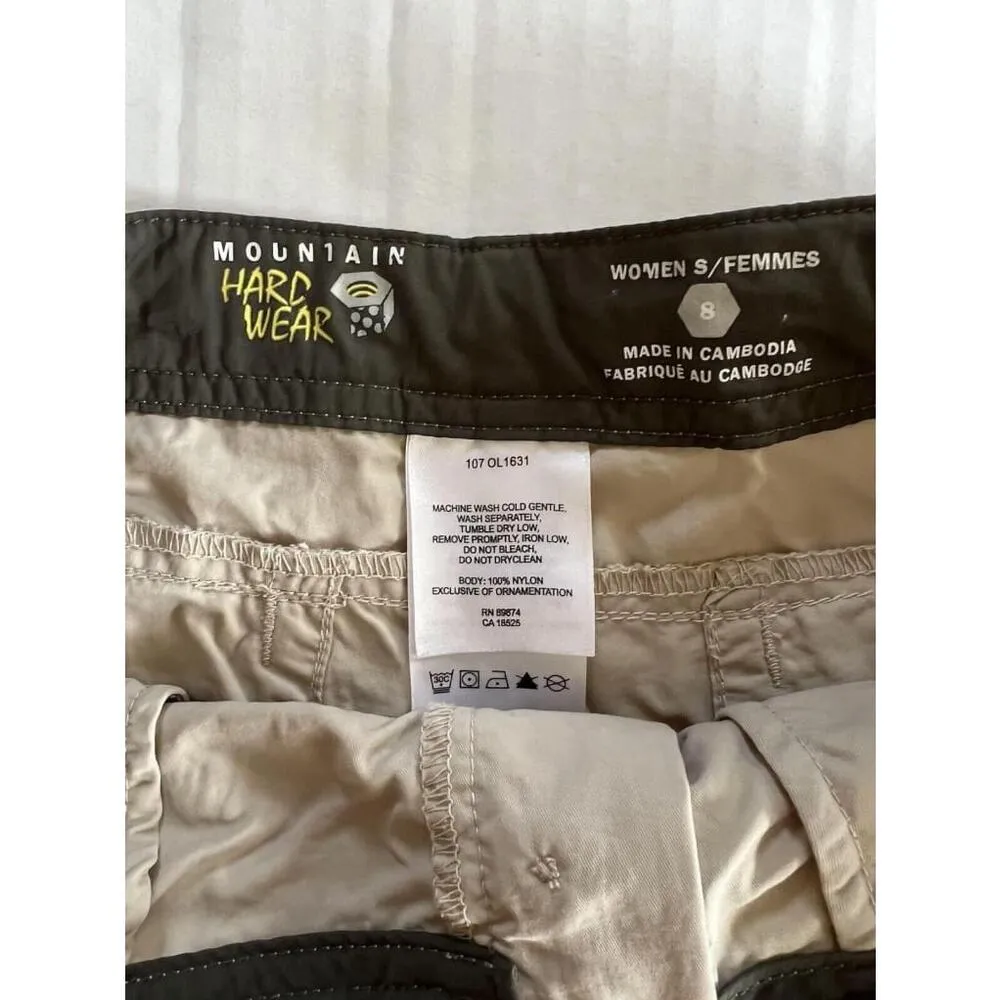 MOUNTAIN
HARD
WEAR
WOMEN S/FEMMES
8
MADE IN CAMBODIA
FABRIQUÉ AU CAMBODGE
107 OL1631
MACHINE WASH COLD GENTLE,
WASH SEPARATELY,
TUMBLE DRY LOW,
REMOVE PROMPTLY, IRON LOW,
DO NOT BLEACH,
DO NOT DRYCLEAN
BODY: 100% NYLON
EXCLUSIVE OF ORNAMENTATION
RN 89874
CA 18525
30C